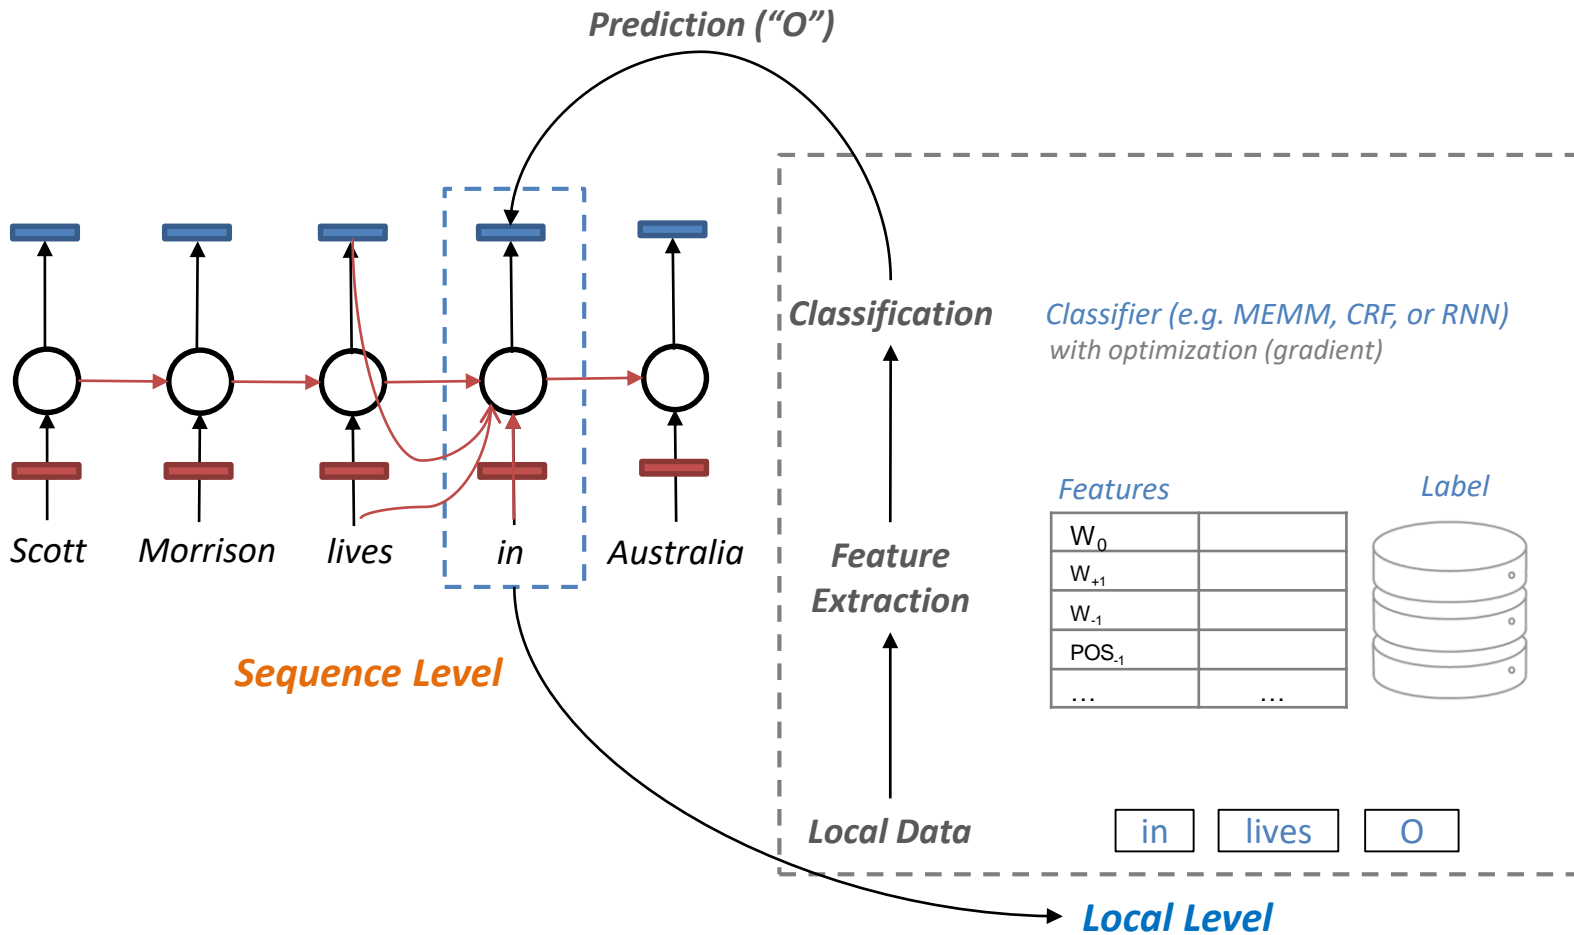 Prediction (“O”)
Scott Morrison lives in Australia
Sequence Level
Classification
Classifier (e.g. MEMM, CRF, or RNN)
with optimization (gradient)
Feature
Extraction
Features
Label
W0
W+1
W-1
POS-1
... ...
Local Data
in lives O
Local Level